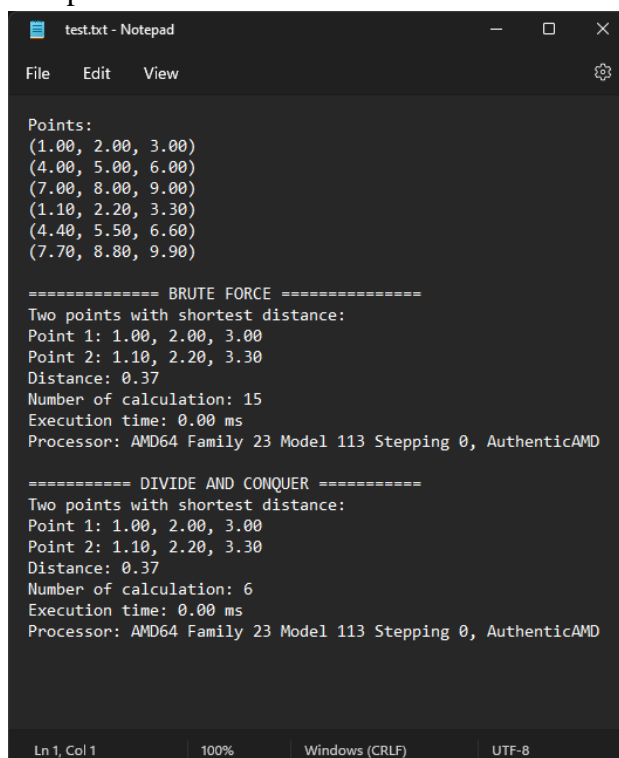 test.txt - Notepad
File Edit View
Points:
(1.00, 2.00, 3.00)
(4.00, 5.00, 6.00)
(7.00, 8.00, 9.00)
(1.10, 2.20, 3.30)
(4.40, 5.50, 6.60)
(7.70, 8.80, 9.90)
============== BRUTE FORCE ===============
Two points with shortest distance:
Point 1: 1.00, 2.00, 3.00
Point 2: 1.10, 2.20, 3.30
Distance: 0.37
Number of calculation: 15
Execution time: 0.00 ms
Processor: AMD64 Family 23 Model 113 Stepping 0, AuthenticAMD
=========== DIVIDE AND CONQUER ===========
Two points with shortest distance:
Point 1: 1.00, 2.00, 3.00
Point 2: 1.10, 2.20, 3.30
Distance: 0.37
Number of calculation: 6
Execution time: 0.00 ms
Processor: AMD64 Family 23 Model 113 Stepping 0, AuthenticAMD
Ln 1, Col 1 100% Windows (CRLF) UTF-8